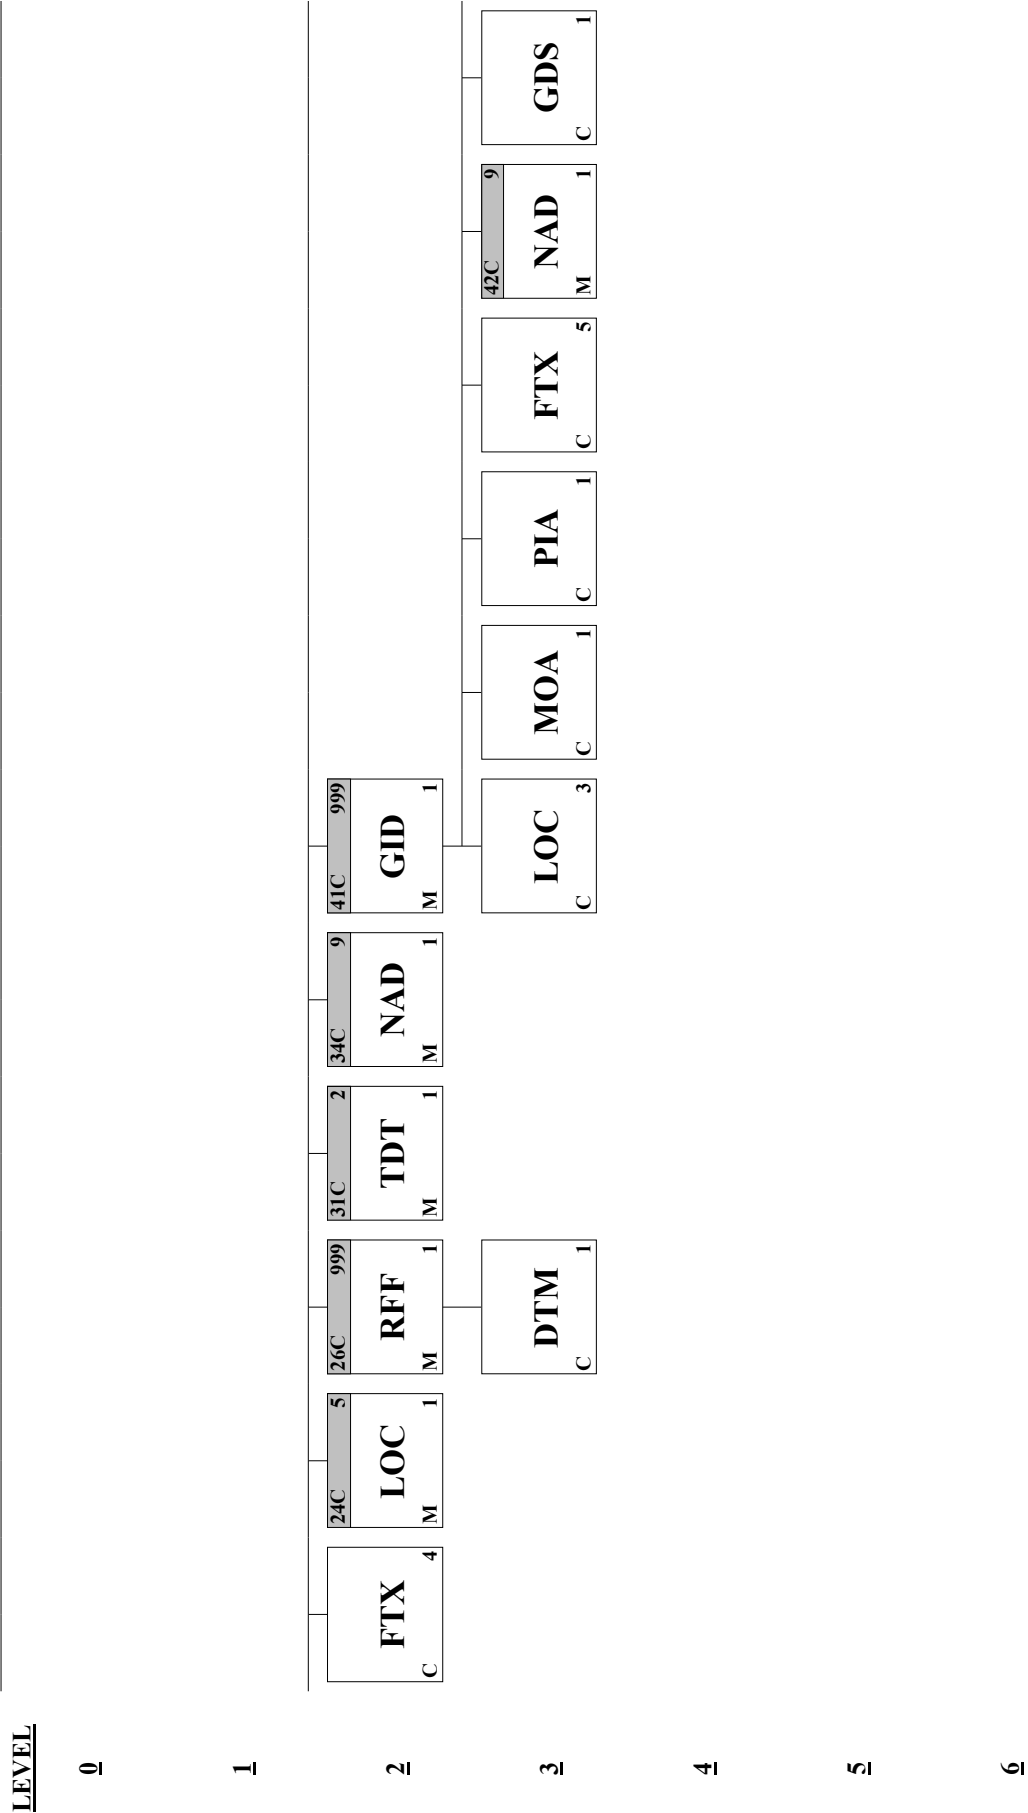 LEVEL
0
1
2
FTX
C 4
24C 5
LOC
M 1
26C 999
RFF
M 1
31C 2
TDT
M 1
34C 9
NAD
M 1
41C 999
GID
M 1
3
DTM
C 1
LOC
C 3
MOA
C 1
PIA
C 1
FTX
C 5
42C 9
NAD
M 1
GDS
C 1
4
5
6